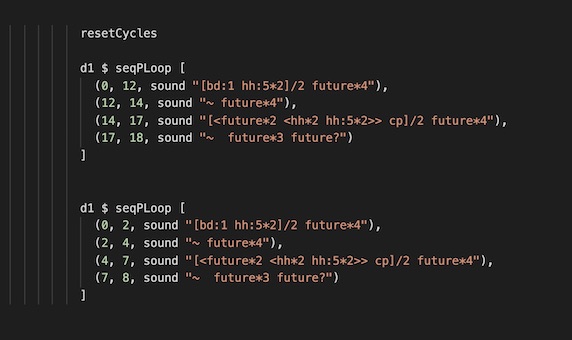 resetCycles
d1 $ seqPLoop [
(0, 12, sound "[bd:1 hh:5*2]/2 future*4"),
(12, 14, sound "~ future*4"),
(14, 17, sound "[<future*2 <hh*2 hh:5*2>> cp]/2 future*4"),
(17, 18, sound "~  future*3 future?")
]
d1 $ seqPLoop [
(0, 2, sound "[bd:1 hh:5*2]/2 future*4"),
(2, 4, sound "~ future*4"),
(4, 7, sound "[<future*2 <hh*2 hh:5*2>> cp]/2 future*4"),
(7, 8, sound "~  future*3 future?")
]